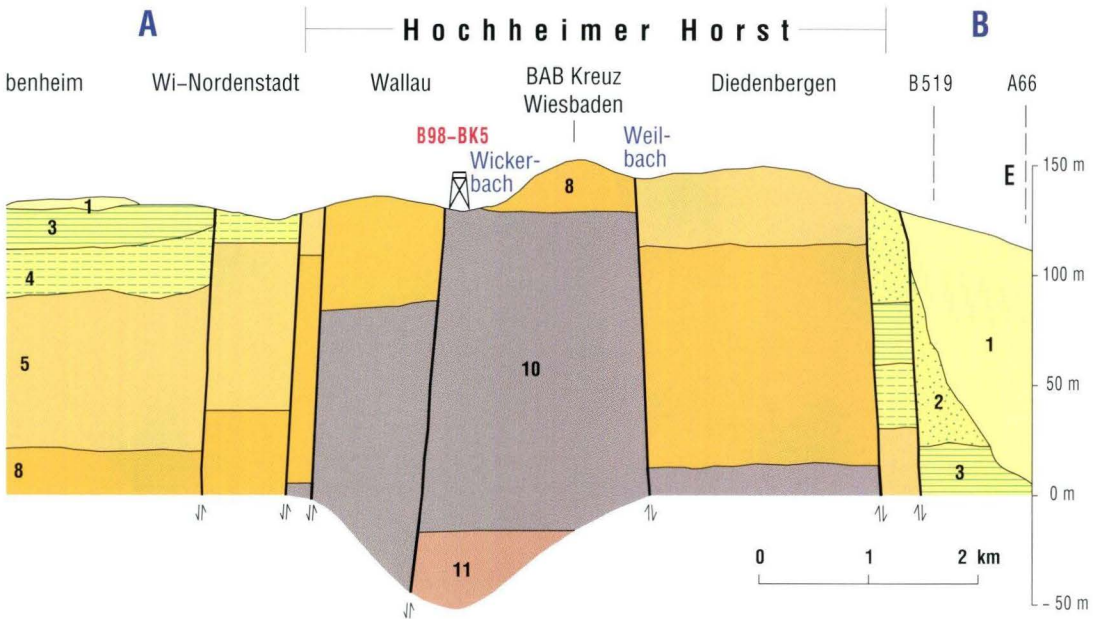 A
Hochheimer Horst
B
benheim
Wi–Nordenstadt
Wallau
BAB Kreuz
Wiesbaden
Diedenbergen
B519
A66
B98–BK5
Wicker-
bach
Weil-
bach
E
150 m
100 m
50 m
0 m
- 50 m
1
3
4
5
8
8
10
11
1
2
3
0 1 2 km